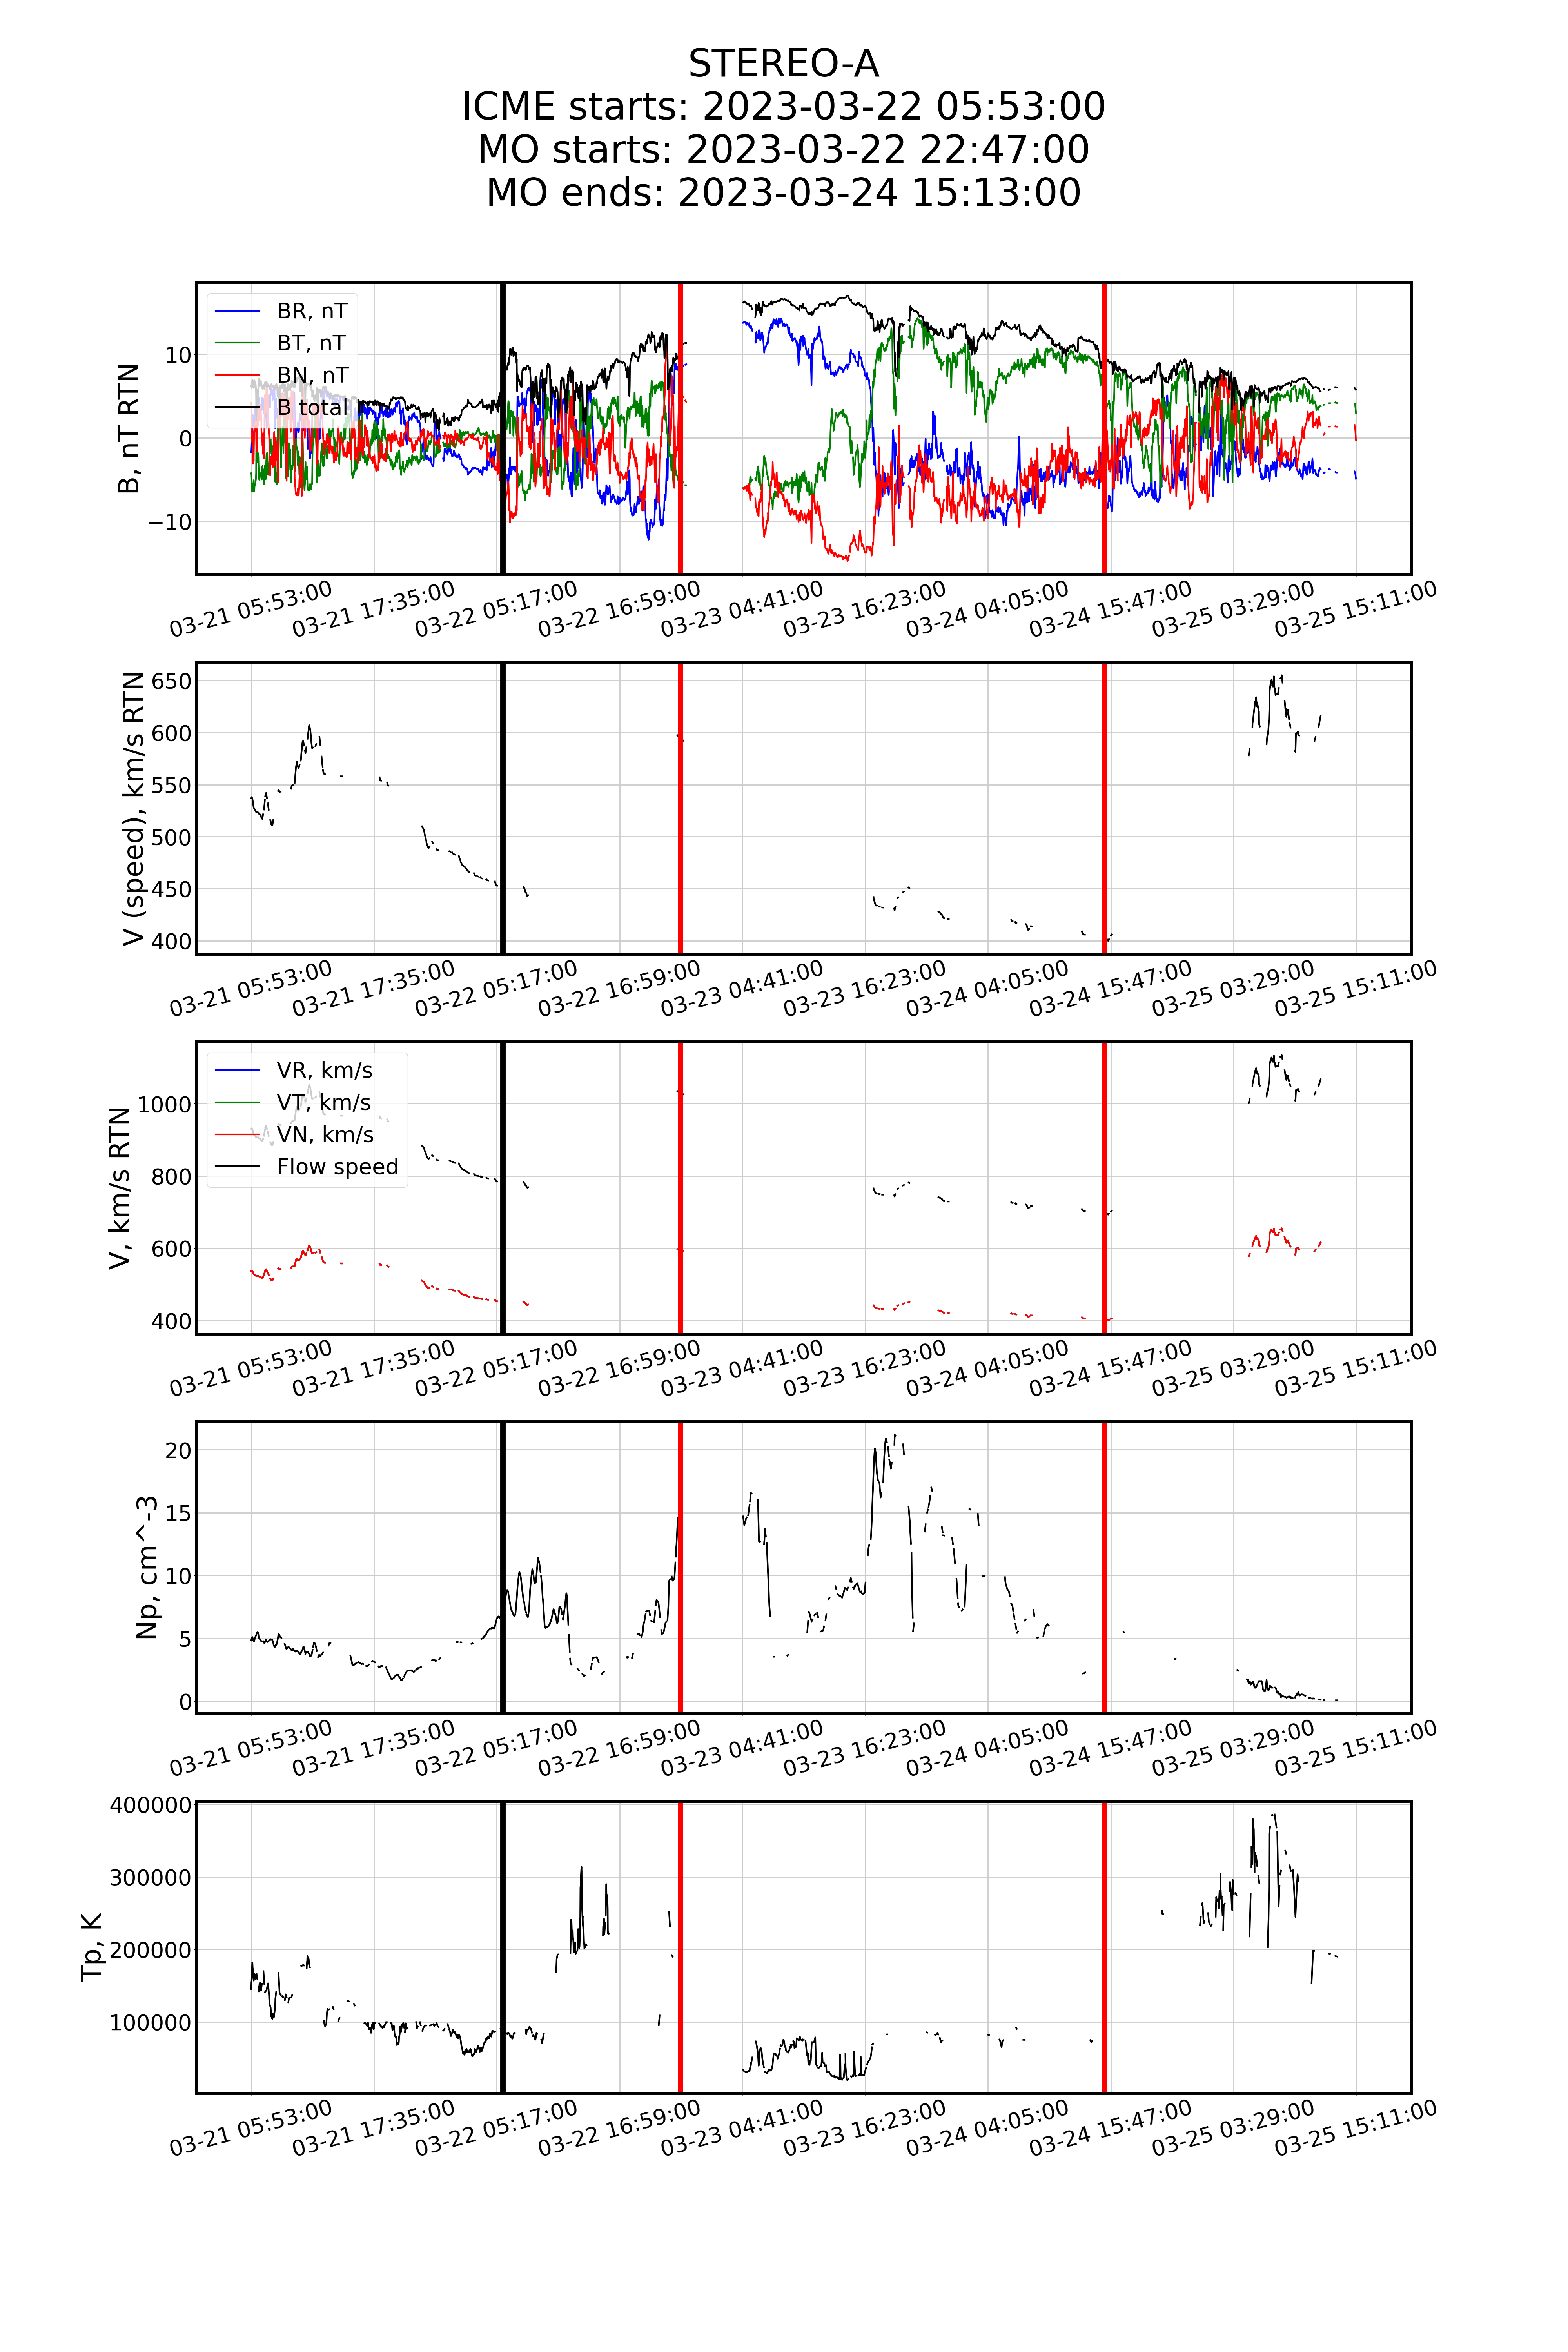 STEREO-A
ICME starts: 2023-03-22 05:53:00
MO starts: 2023-03-22 22:47:00
MO ends: 2023-03-24 15:13:00
B, nT RTN
10
0
−10
BR, nT
BT, nT
BN, nT
B total
03-21 05:53:00 03-21 17:35:00 03-22 05:17:00 03-22 16:59:00 03-23 04:41:00 03-23 16:23:00 03-24 04:05:00 03-24 15:47:00 03-25 03:29:00 03-25 15:11:00
V (speed), km/s RTN
650
600
550
500
450
400
03-21 05:53:00 03-21 17:35:00 03-22 05:17:00 03-22 16:59:00 03-23 04:41:00 03-23 16:23:00 03-24 04:05:00 03-24 15:47:00 03-25 03:29:00 03-25 15:11:00
V, km/s RTN
1000
800
600
400
VR, km/s
VT, km/s
VN, km/s
Flow speed
03-21 05:53:00 03-21 17:35:00 03-22 05:17:00 03-22 16:59:00 03-23 04:41:00 03-23 16:23:00 03-24 04:05:00 03-24 15:47:00 03-25 03:29:00 03-25 15:11:00
Np, cm^-3
20
15
10
5
0
03-21 05:53:00 03-21 17:35:00 03-22 05:17:00 03-22 16:59:00 03-23 04:41:00 03-23 16:23:00 03-24 04:05:00 03-24 15:47:00 03-25 03:29:00 03-25 15:11:00
Tp, K
400000
300000
200000
100000
03-21 05:53:00 03-21 17:35:00 03-22 05:17:00 03-22 16:59:00 03-23 04:41:00 03-23 16:23:00 03-24 04:05:00 03-24 15:47:00 03-25 03:29:00 03-25 15:11:00